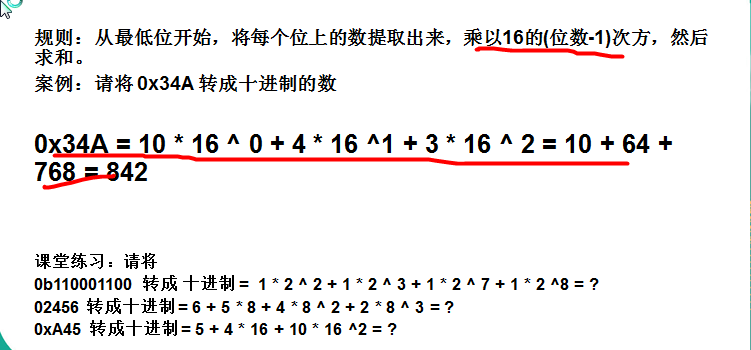 规则：从最低位开始，将每个位上的数提取出来，乘以16的(位数-1)次方，然后
求和。
案例：请将 0x34A 转成十进制的数
0x34A = 10 * 16 ^ 0 + 4 * 16 ^1 + 3 * 16 ^ 2 = 10 + 64 +
768 = 842
课堂练习：请将
0b110001100 转成 十进制 = 1 * 2 ^ 2 + 1 * 2 ^ 3 + 1 * 2 ^ 7 + 1 * 2 ^8 = ?
02456 转成十进制 = 6 + 5 * 8 + 4 * 8 ^ 2 + 2 * 8 ^ 3 = ?
0xA45 转成十进制 = 5 + 4 * 16 + 10 * 16 ^2 = ?